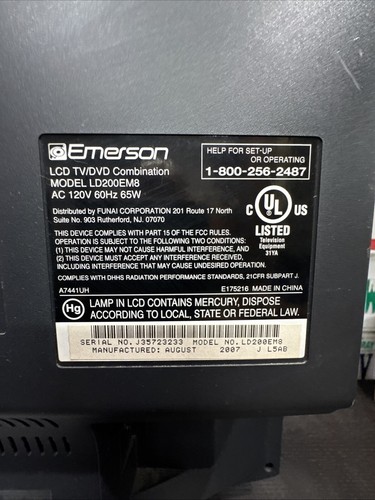 Emerson
LCD TV/DVD Combination
MODEL LD200EM8
AC 120V 60Hz 65W
HELP FOR SET-UP
OR OPERATING
1-800-256-2487
Distributed by FUNAI CORPORATION 201 Route 17 North
Suite No. 903 Rutherford, NJ, 07070
C UL US
®
LISTED
Television
Equipment
31YA
THIS DEVICE COMPLIES WITH PART 15 OF THE FCC RULES.
OPERATION IS SUBJECT TO THE FOLLOWING TWO CONDITIONS:
(1) THIS DEVICE MAY NOT CAUSE HARMFUL INTERFERENCE, AND
(2) THIS DEVICE MUST ACCEPT ANY INTERFERENCE
RECEIVED, INCLUDING INTERFERENCE THAT MAY
CAUSE UNDESIRED OPERATION.
COMPLIES WITH DHHS RADIATION PERFORMANCE STANDARDS, 21CFR SUBPART J.
A7441UH E175216 MADE IN CHINA
Hg
LAMP IN LCD CONTAINS MERCURY, DISPOSE
ACCORDING TO LOCAL, STATE OR FEDERAL LAW.
SERIAL NO.J35723233 MODEL NO.LD200EM8
MANUFACTURED: AUGUST 2007 J L5AB